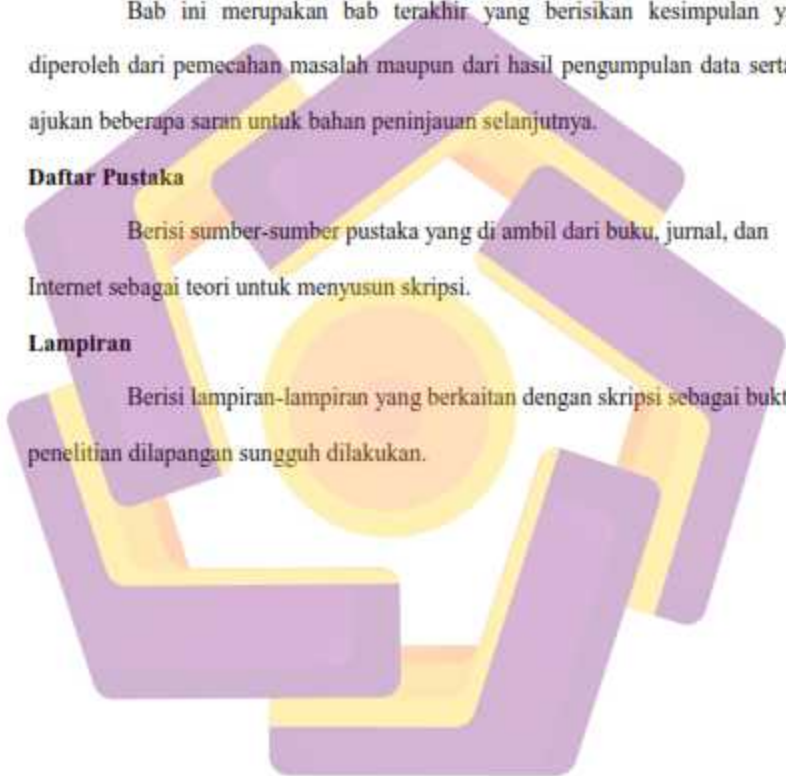 Bab ini merupakan bab terakhir yang berisikan kesimpulan y
diperoleh dari pemecahan masalah maupun dari hasil pengumpulan data serta
ajukan beberapa saran untuk bahan peninjauan selanjutnya.
Daftar Pustaka
Berisi sumber-sumber pustaka yang di ambil dari buku, jurnal, dan
Internet sebagai teori untuk menyusun skripsi.
Lampiran
Berisi lampiran-lampiran yang berkaitan dengan skripsi sebagai bukt
penelitian dilapangan sungguh dilakukan.